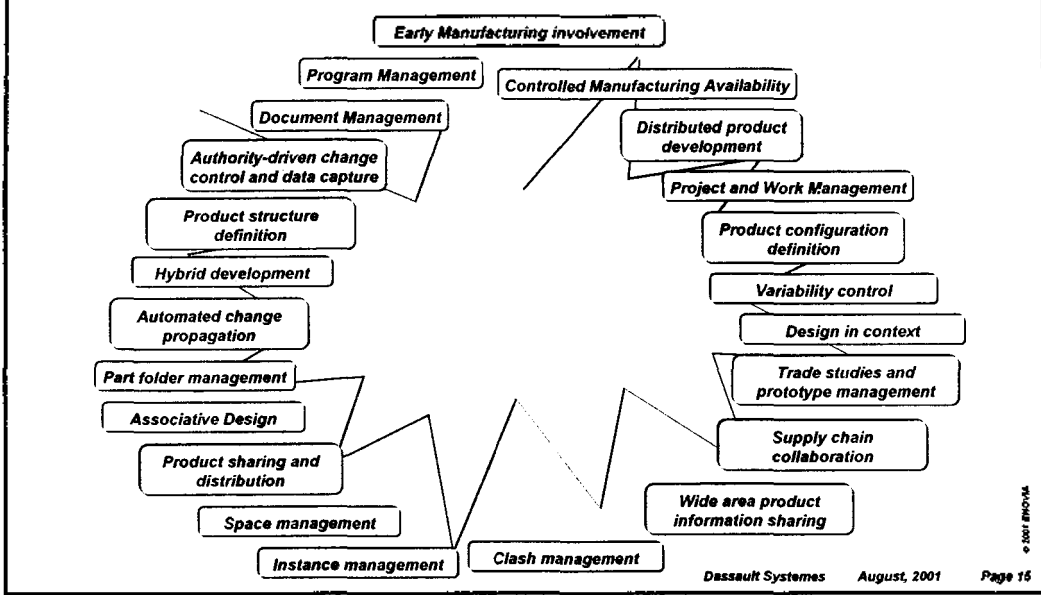 Early Manufacturing involvement
Program Management
Controlled Manufacturing Availability
Document Management
Distributed product
development
Authority-driven change
control and data capture
Project and Work Management
Product structure
definition
Product configuration
definition
Hybrid development
Variability control
Automated change
propagation
Design in context
Part folder management
Trade studies and
prototype management
Associative Design
Supply chain
collaboration
Product sharing and
distribution
Wide area product
information sharing
Space management
Instance management
Clash management
© 2001 ENOVIA
Dassault Systemes August, 2001 Page 15